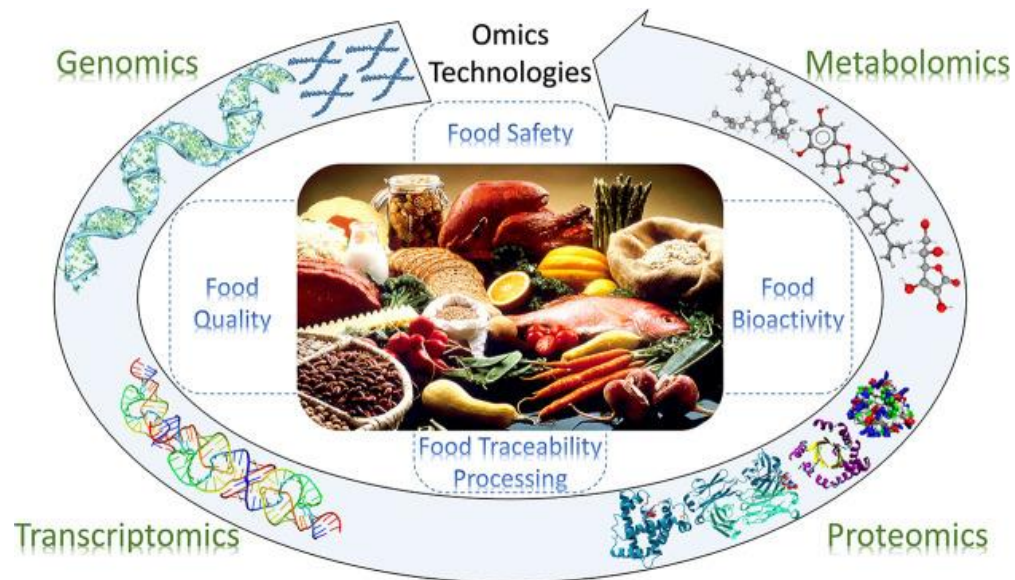 Omics
Technologies
Genomics
Metabolomics
Food Safety
Food
Quality
Food
Bioactivity
Food Traceability
Processing
Transcriptomics
Proteomics